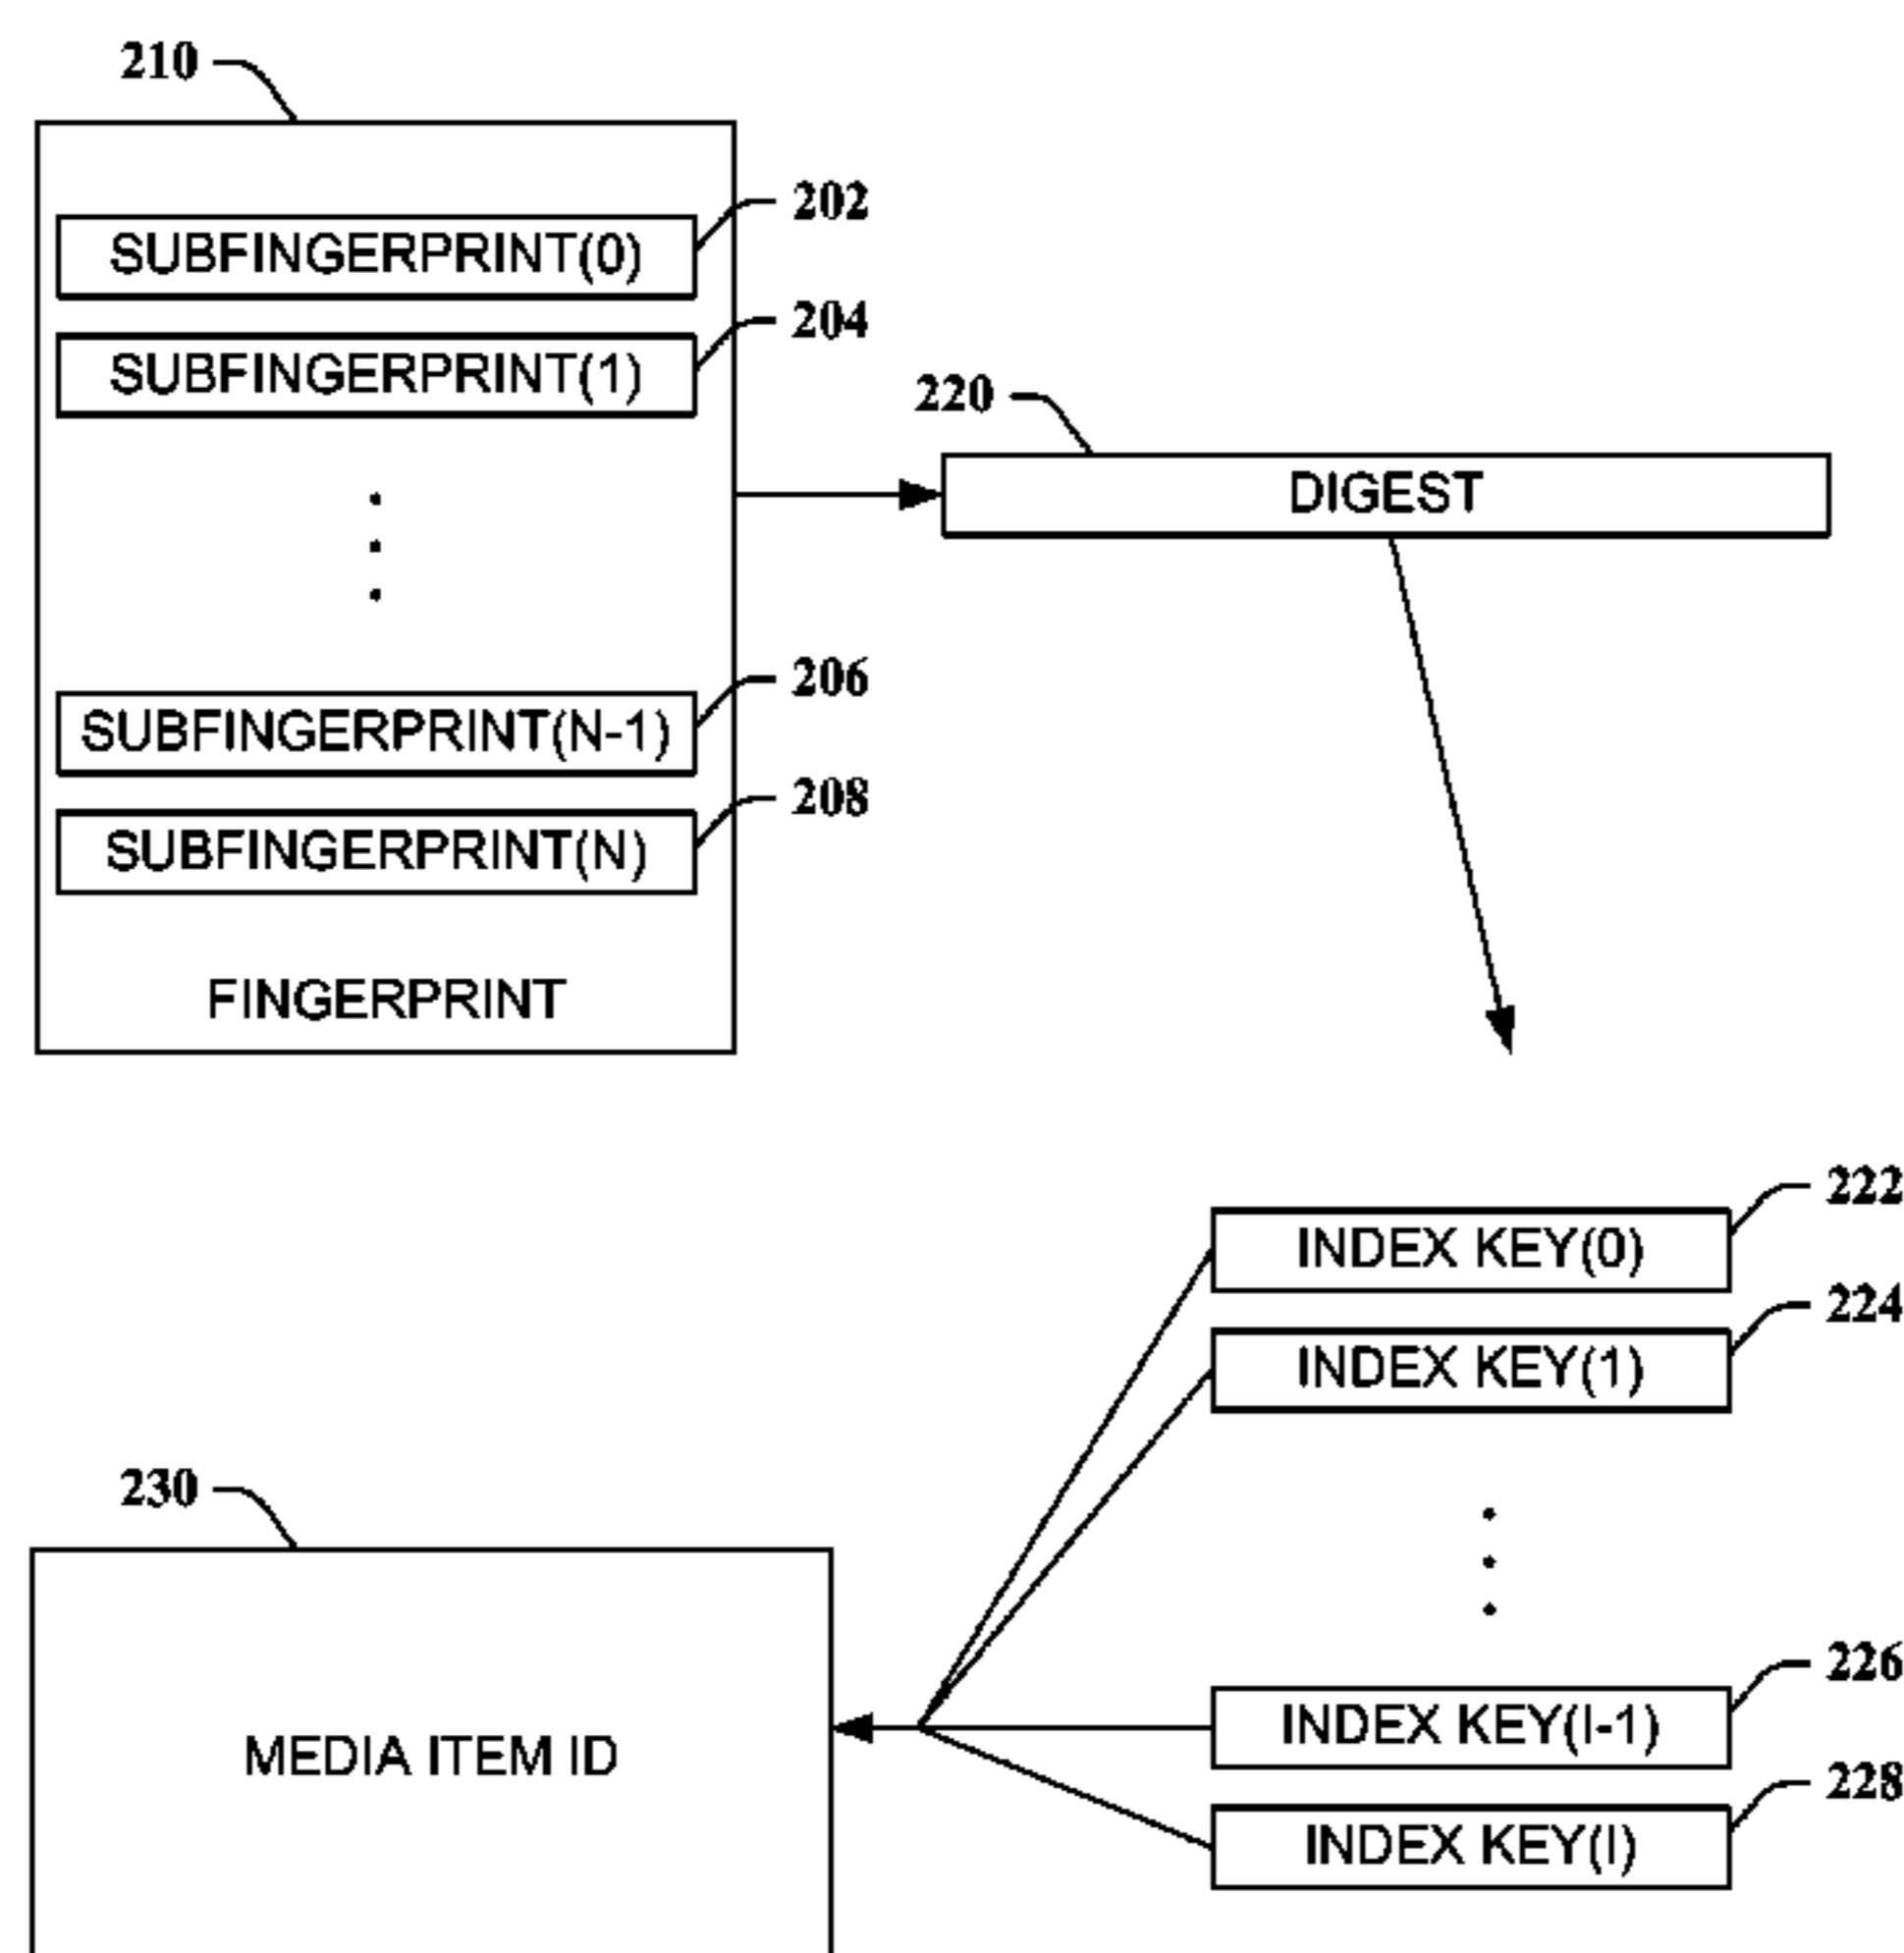 210
SUBFINGERPRINT(0)
202
SUBFINGERPRINT(1)
204
SUBFINGERPRINT(N-1)
206
SUBFINGERPRINT(N)
208
FINGERPRINT
220
DIGEST
222
INDEX KEY(0)
224
INDEX KEY(1)
226
INDEX KEY(I-1)
228
INDEX KEY(I)
230
MEDIA ITEM ID